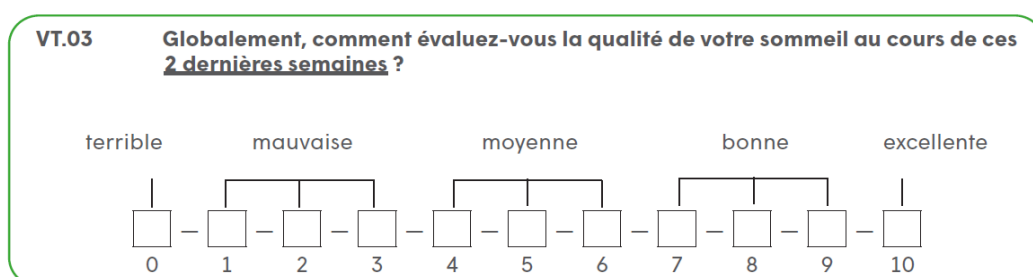 VT.03 Globalement, comment évaluez-vous la qualité de votre sommeil au cours de ces
2 dernières semaines ?
terrible mauvaise moyenne bonne excellente
– – – – – – – – – –
0 1 2 3 4 5 6 7 8 9 10